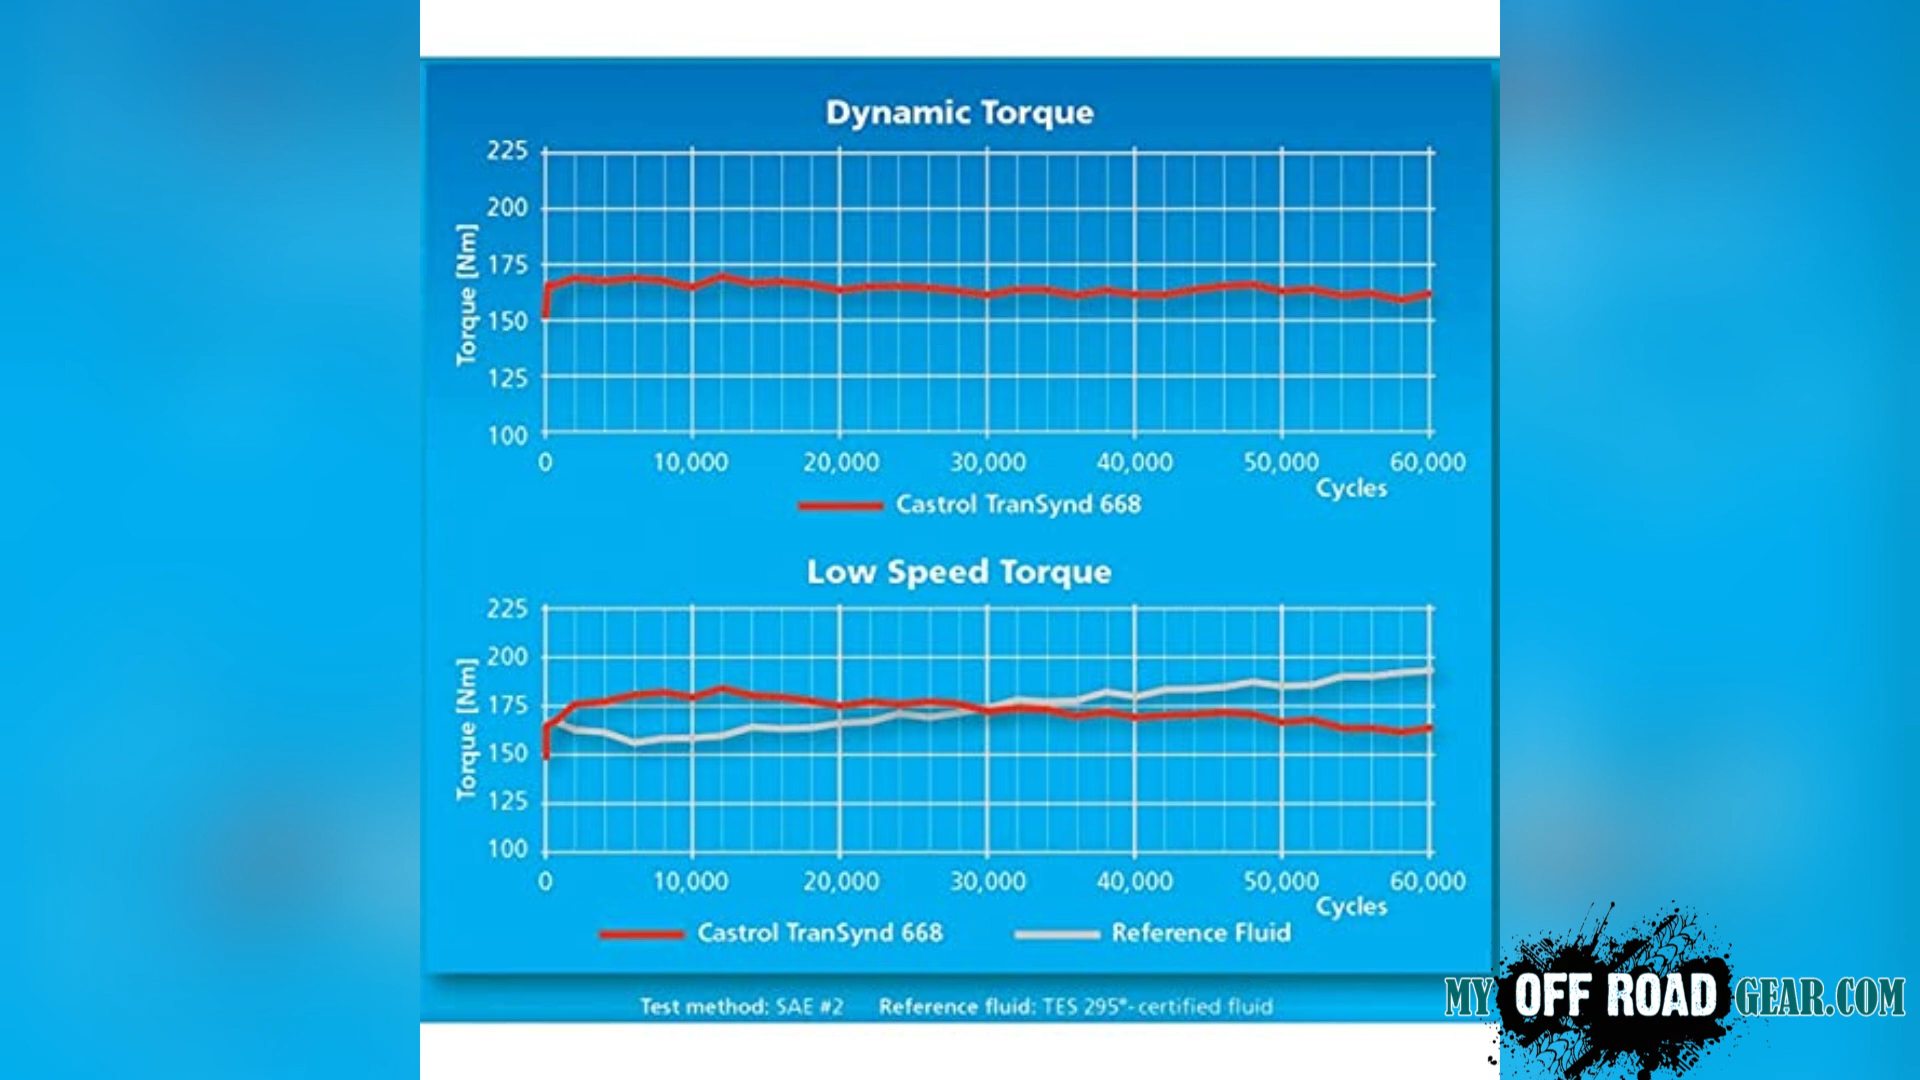 Dynamic Torque
225
200
175
150
125
100
Torque [Nm]
0 10,000 20,000 30,000 40,000 50,000 60,000
Cycles
Castrol TranSynd 668
Low Speed Torque
225
200
175
150
125
100
Torque [Nm]
0 10,000 20,000 30,000 40,000 50,000 60,000
Cycles
Castrol TranSynd 668 Reference Fluid
Test method: SAE #2 Reference fluid: TES 295*-certified fluid
MY OFF ROAD GEAR.COM